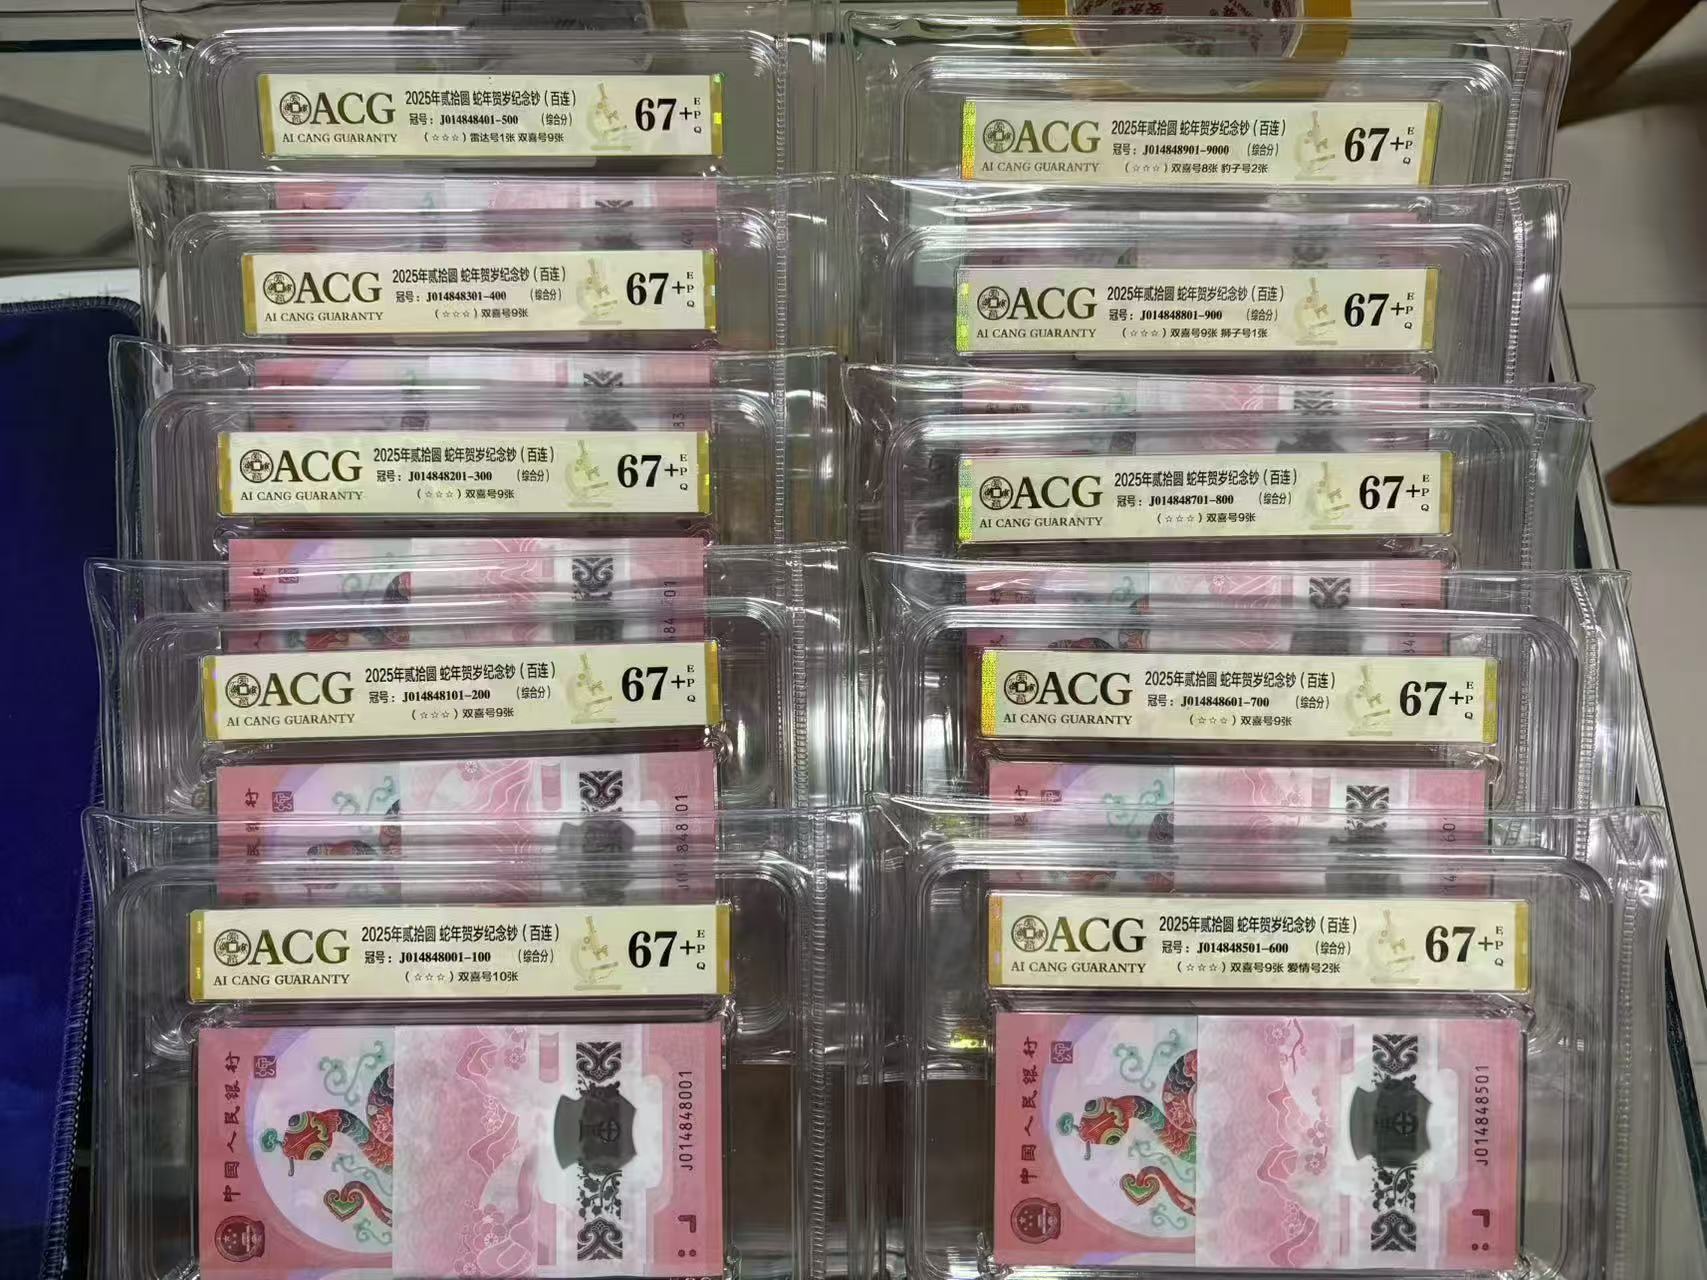 ACG
AI CANG GUARANTY
2025年贰拾圆 蛇年贺岁纪念钞（百连）
冠号：J014848401-500 （综合分）
（☆☆☆）雷达号1张 双喜号9张
67+ EPQ
ACG
AI CANG GUARANTY
2025年贰拾圆 蛇年贺岁纪念钞（百连）
冠号：J014848301-400 （综合分）
（☆☆☆）双喜号9张
67+ EPQ
ACG
AI CANG GUARANTY
2025年贰拾圆 蛇年贺岁纪念钞（百连）
冠号：J014848201-300 （综合分）
（☆☆☆）双喜号9张
67+ EPQ
ACG
AI CANG GUARANTY
2025年贰拾圆 蛇年贺岁纪念钞（百连）
冠号：J014848101-200 （综合分）
（☆☆☆）双喜号9张
67+ EPQ
ACG
AI CANG GUARANTY
2025年贰拾圆 蛇年贺岁纪念钞（百连）
冠号：J014848001-100 （综合分）
（☆☆☆）双喜号10张
67+ EPQ
中国人民银行
J014848001
ACG
AI CANG GUARANTY
2025年贰拾圆 蛇年贺岁纪念钞（百连）
冠号：J014848901-9000 （综合分）
（☆☆☆）双喜号8张 豹子号2张
67+ EPQ
ACG
AI CANG GUARANTY
2025年贰拾圆 蛇年贺岁纪念钞（百连）
冠号：J014848801-900 （综合分）
（☆☆☆）双喜号9张 狮子号1张
67+ EPQ
ACG
AI CANG GUARANTY
2025年贰拾圆 蛇年贺岁纪念钞（百连）
冠号：J014848701-800 （综合分）
（☆☆☆）双喜号9张
67+ EPQ
ACG
AI CANG GUARANTY
2025年贰拾圆 蛇年贺岁纪念钞（百连）
冠号：J014848601-700 （综合分）
（☆☆☆）双喜号9张
67+ EPQ
ACG
AI CANG GUARANTY
2025年贰拾圆 蛇年贺岁纪念钞（百连）
冠号：J014848501-600 （综合分）
（☆☆☆）双喜号9张 爱情号2张
67+ EPQ
中国人民银行
J014848501